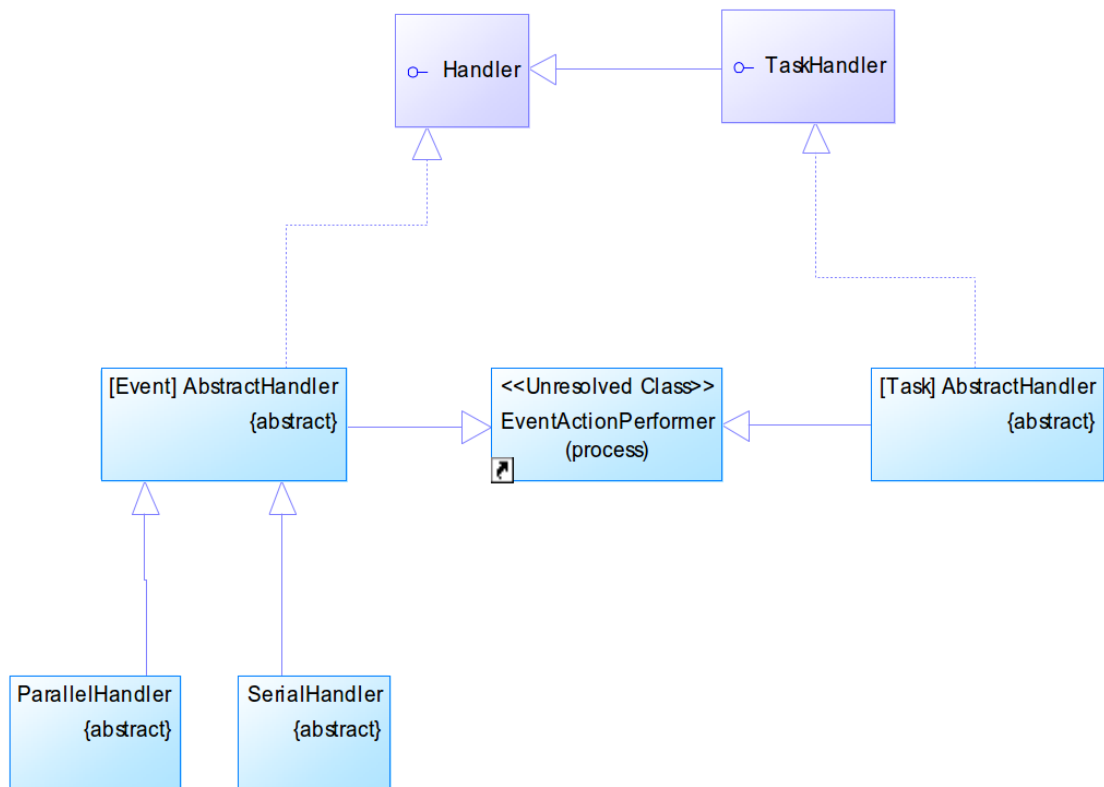 Handler
TaskHandler
[Event] AbstractHandler
{abstract}
<<Unresolved Class>>
EventActionPerformer
(process)
[Task] AbstractHandler
{abstract}
ParallelHandler
{abstract}
SerialHandler
{abstract}